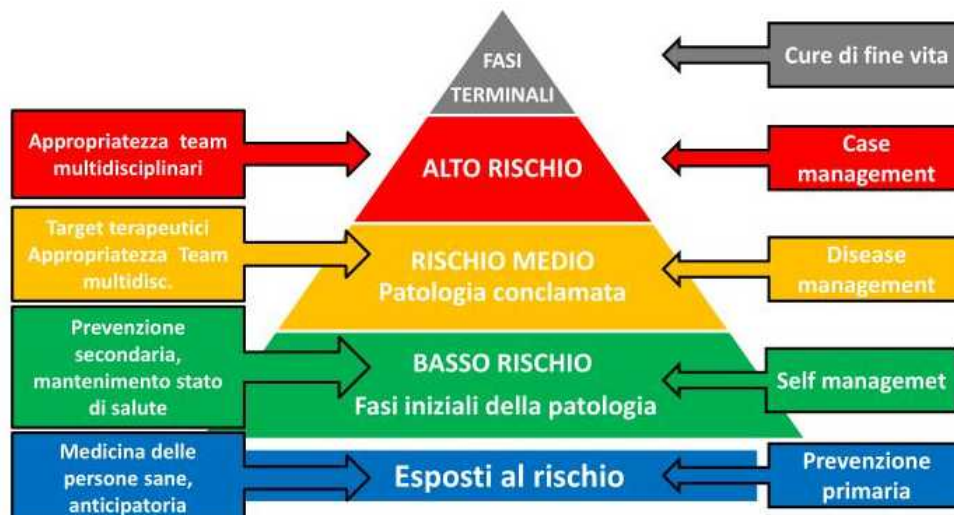 FASI
TERMINALI
Cure di fine vita
Appropriatezza team
multidisciplinari
ALTO RISCHIO
Case
management
Target terapeutici
Appropriatezza Team
multidisc.
RISCHIO MEDIO
Patologia conclamata
Disease
management
Prevenzione
secondaria,
mantenimento stato
di salute
BASSO RISCHIO
Fasi iniziali della patologia
Self managemet
Medicina delle
persone sane,
anticipatoria
Esposti al rischio
Prevenzione
primaria